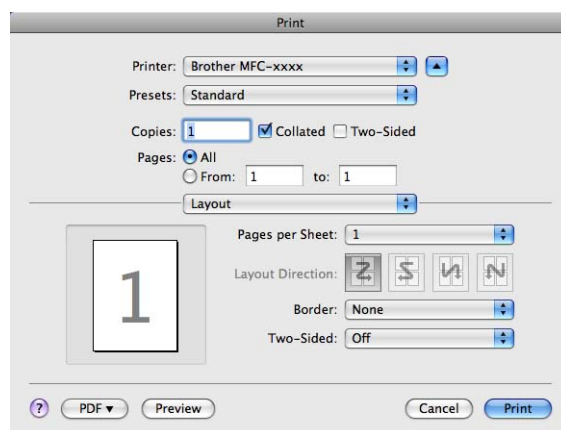 Print
Printer: Brother MFC-xxxx
Presets: Standard
Copies: 1 Collated Two-Sided
Pages: All
From: 1 to: 1
Layout
Pages per Sheet: 1
Layout Direction:
Border: None
Two-Sided: Off
1
? PDF Preview Cancel Print